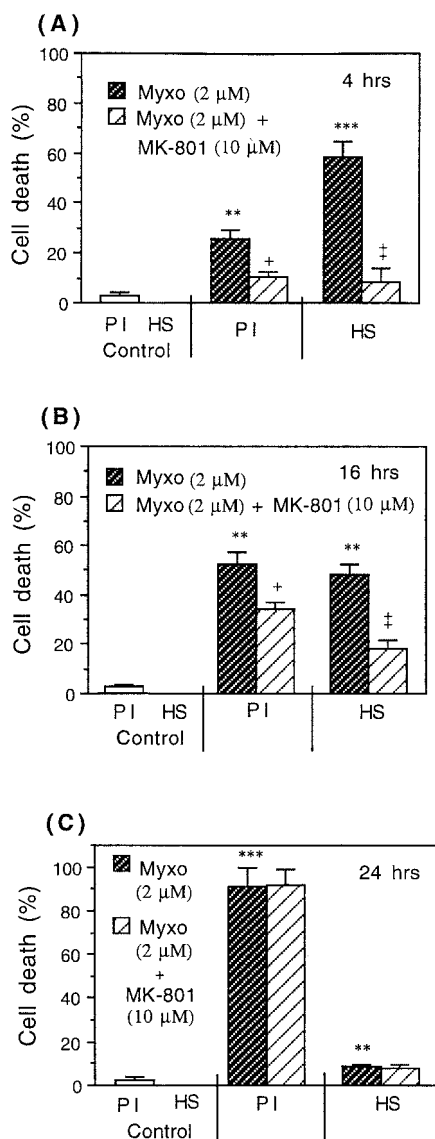 (A)
100
80
60
40
20
0
Cell death (%)
4 hrs
Myxo (2 μM)
Myxo (2 μM) +
MK-801 (10 μM)
**
+
***
‡
PI HS
Control
PI
HS
(B)
100
80
60
40
20
0
Cell death (%)
16 hrs
Myxo (2 μM)
Myxo (2 μM) + MK-801 (10 μM)
**
+
**
‡
PI HS
Control
PI
HS
(C)
100
80
60
40
20
0
Cell death (%)
24 hrs
Myxo
(2 μM)
Myxo
(2 μM)
+
MK-801
(10 μM)
***
**
PI HS
Control
PI
HS